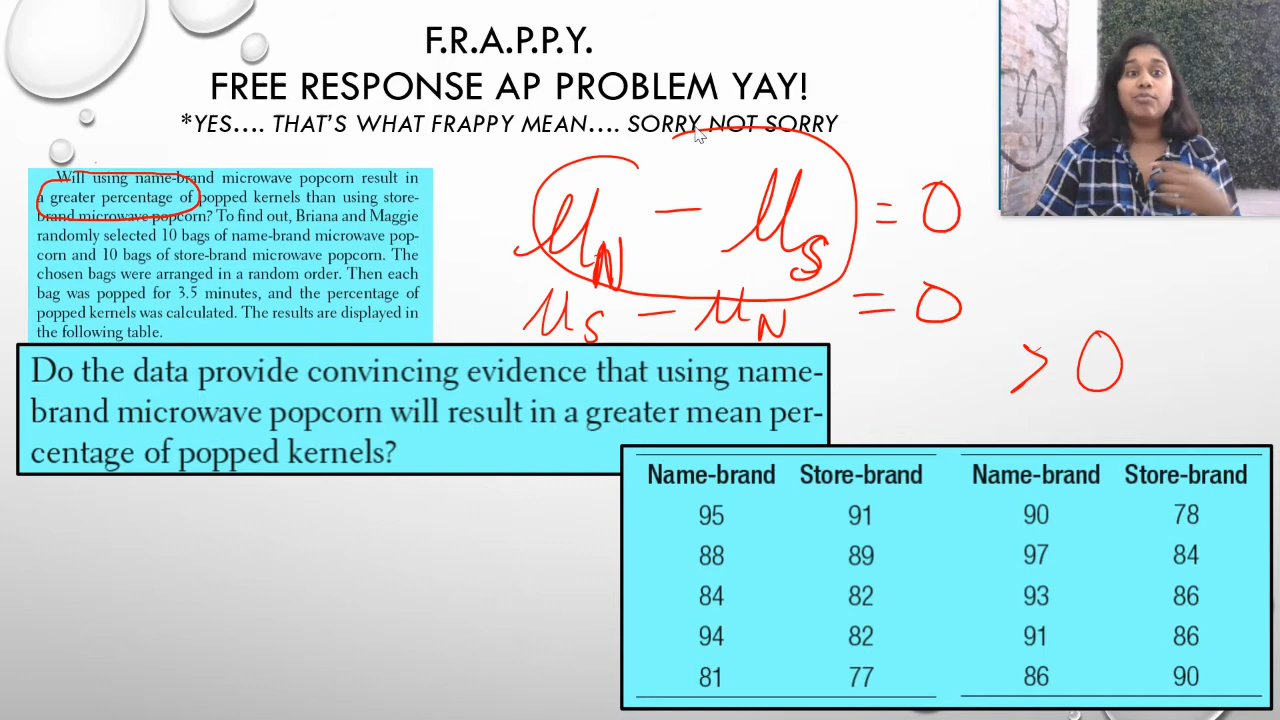 F.R.A.P.P.Y.
FREE RESPONSE AP PROBLEM YAY!
*YES.... THAT'S WHAT FRAPPY MEAN.... SORRY NOT SORRY
Will using name-brand microwave popcorn result in
a greater percentage of popped kernels than using store-
brand microwave popcorn? To find out, Briana and Maggie
randomly selected 10 bags of name-brand microwave pop-
corn and 10 bags of store-brand microwave popcorn. The
chosen bags were arranged in a random order. Then each
bag was popped for 3.5 minutes, and the percentage of
popped kernels was calculated. The results are displayed in
the following table.
μN − μS = 0
μS − μN = 0
> 0
Do the data provide convincing evidence that using name-
brand microwave popcorn will result in a greater mean per-
centage of popped kernels?
Name-brand Store-brand Name-brand Store-brand
95 91 90 78
88 89 97 84
84 82 93 86
94 82 91 86
81 77 86 90